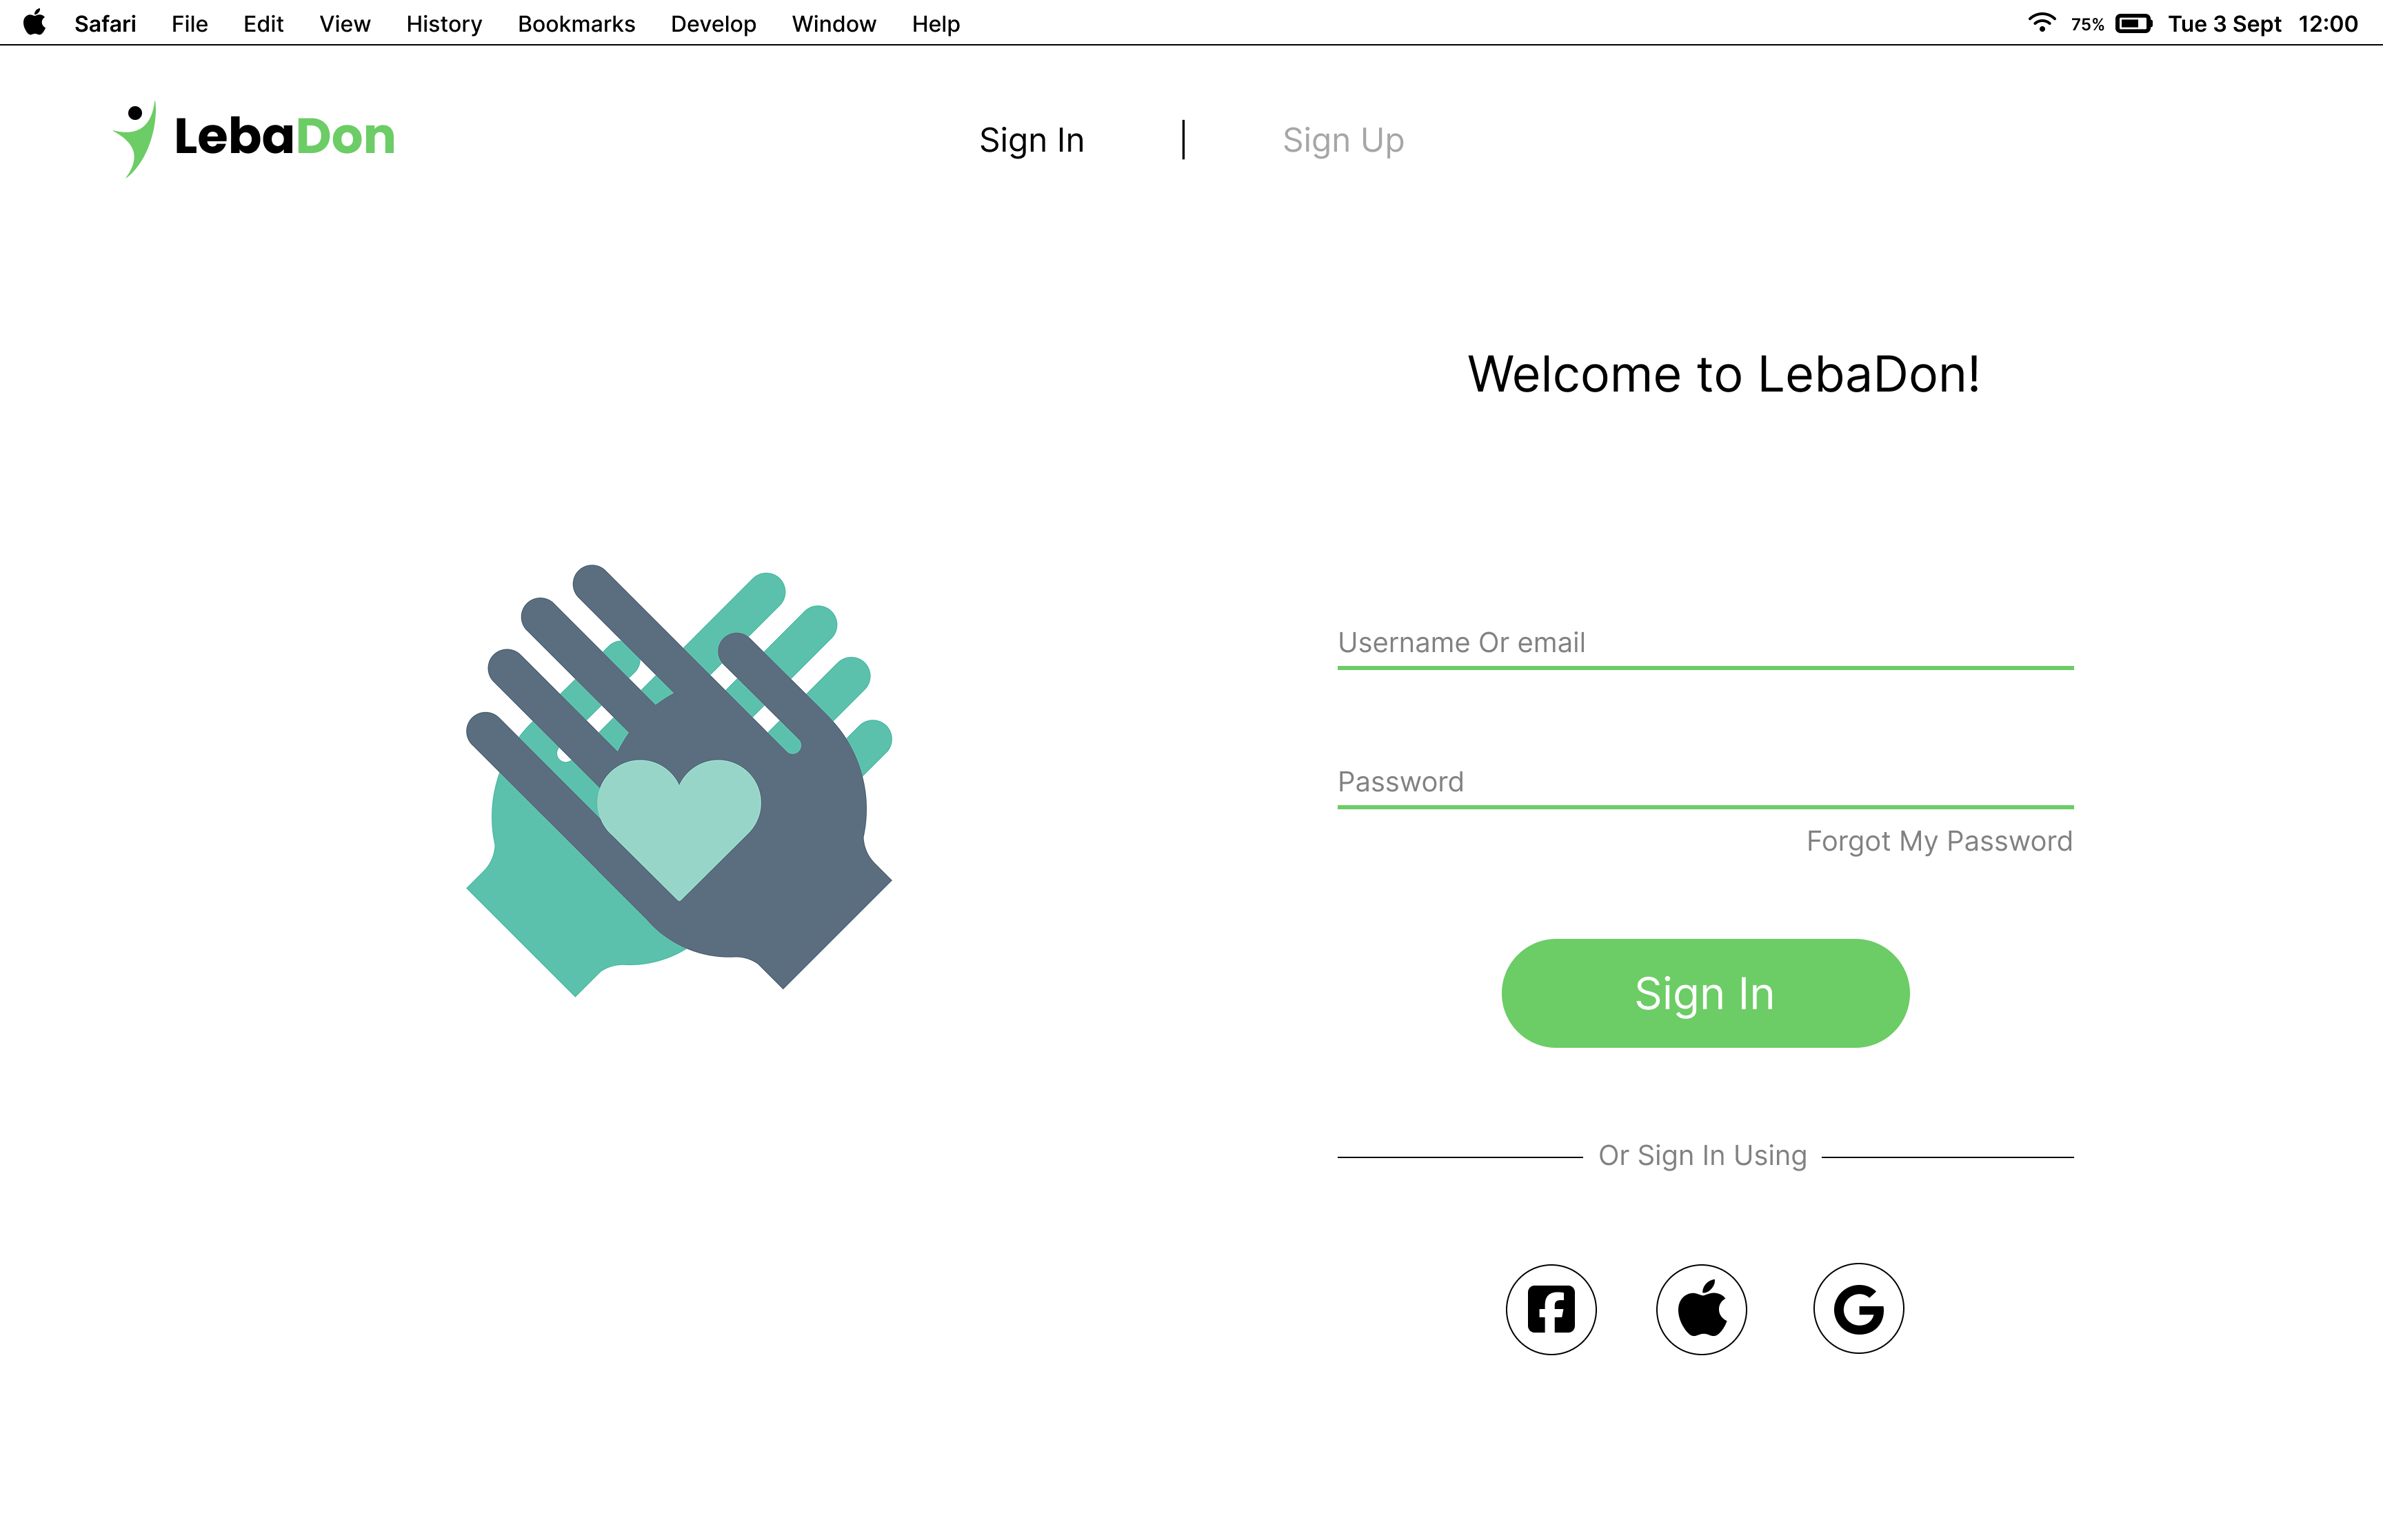 Safari File Edit View History Bookmarks Develop Window Help 75% Tue 3 Sept 12:00
LebaDon
Sign In | Sign Up
Welcome to LebaDon!
Username Or email
Password
Forgot My Password
Sign In
Or Sign In Using